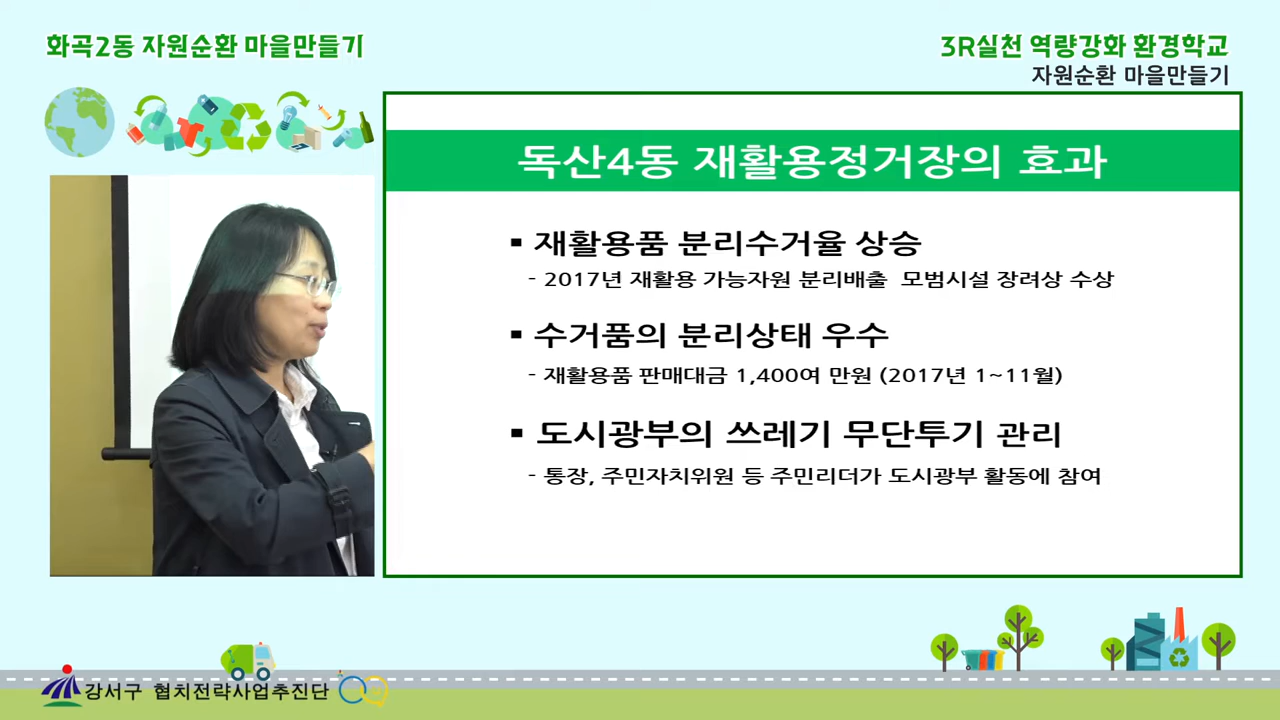 화곡2동 자원순환 마을만들기
3R실천 역량강화 환경학교
자원순환 마을만들기
독산4동 재활용정거장의 효과
▪ 재활용품 분리수거율 상승
- 2017년 재활용 가능자원 분리배출 모범시설 장려상 수상
▪ 수거품의 분리상태 우수
- 재활용품 판매대금 1,400여 만원 (2017년 1~11월)
▪ 도시광부의 쓰레기 무단투기 관리
- 통장, 주민자치위원 등 주민리더가 도시광부 활동에 참여
강서구 협치전략사업추진단